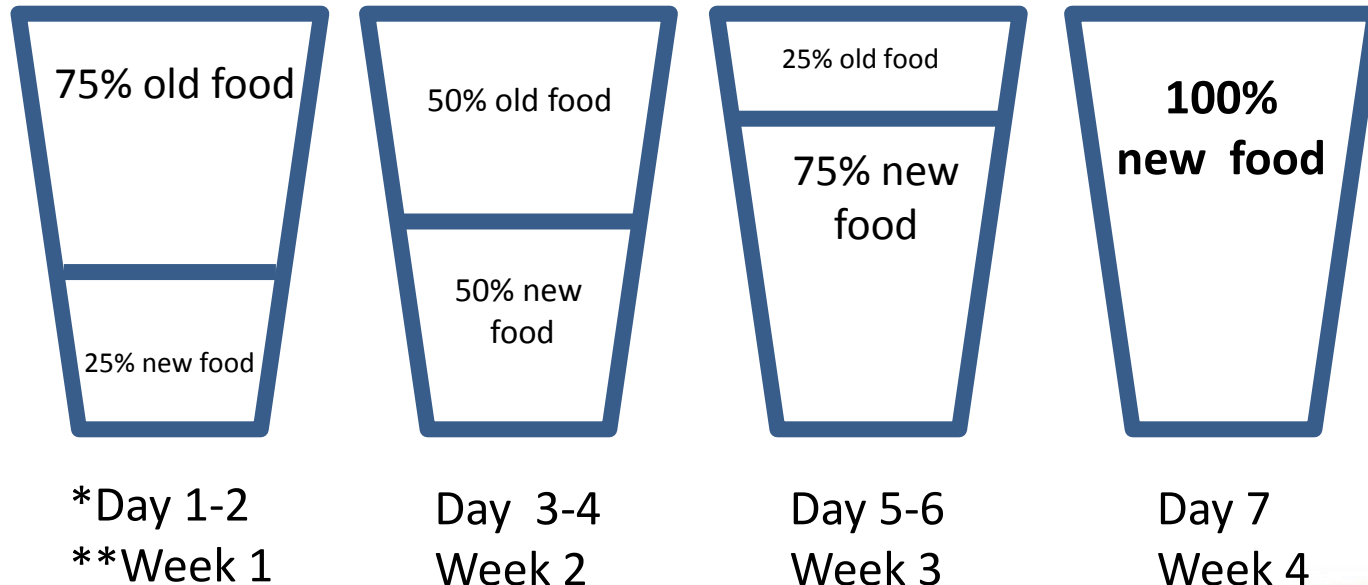 75% old food
25% new food
50% old food
50% new
food
25% old food
75% new
food
100%
new food
*Day 1-2
**Week 1
Day 3-4
Week 2
Day 5-6
Week 3
Day 7
Week 4